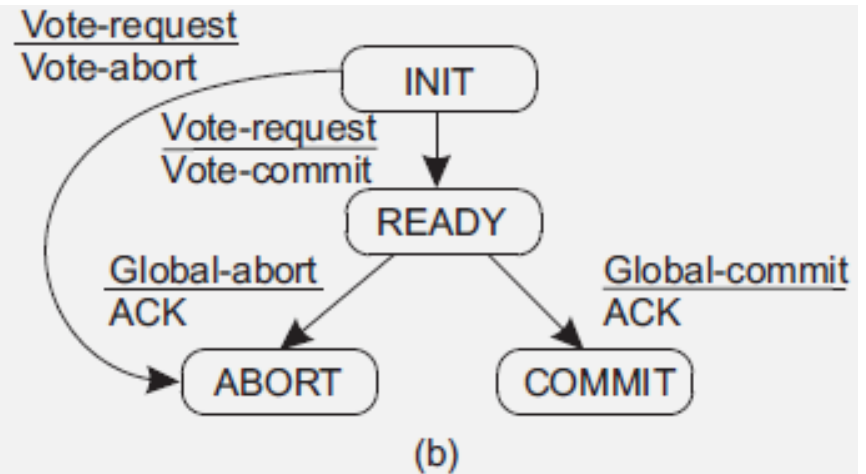 Vote-request
Vote-abort
INIT
Vote-request
Vote-commit
READY
Global-abort
ACK
Global-commit
ACK
ABORT
COMMIT
(b)